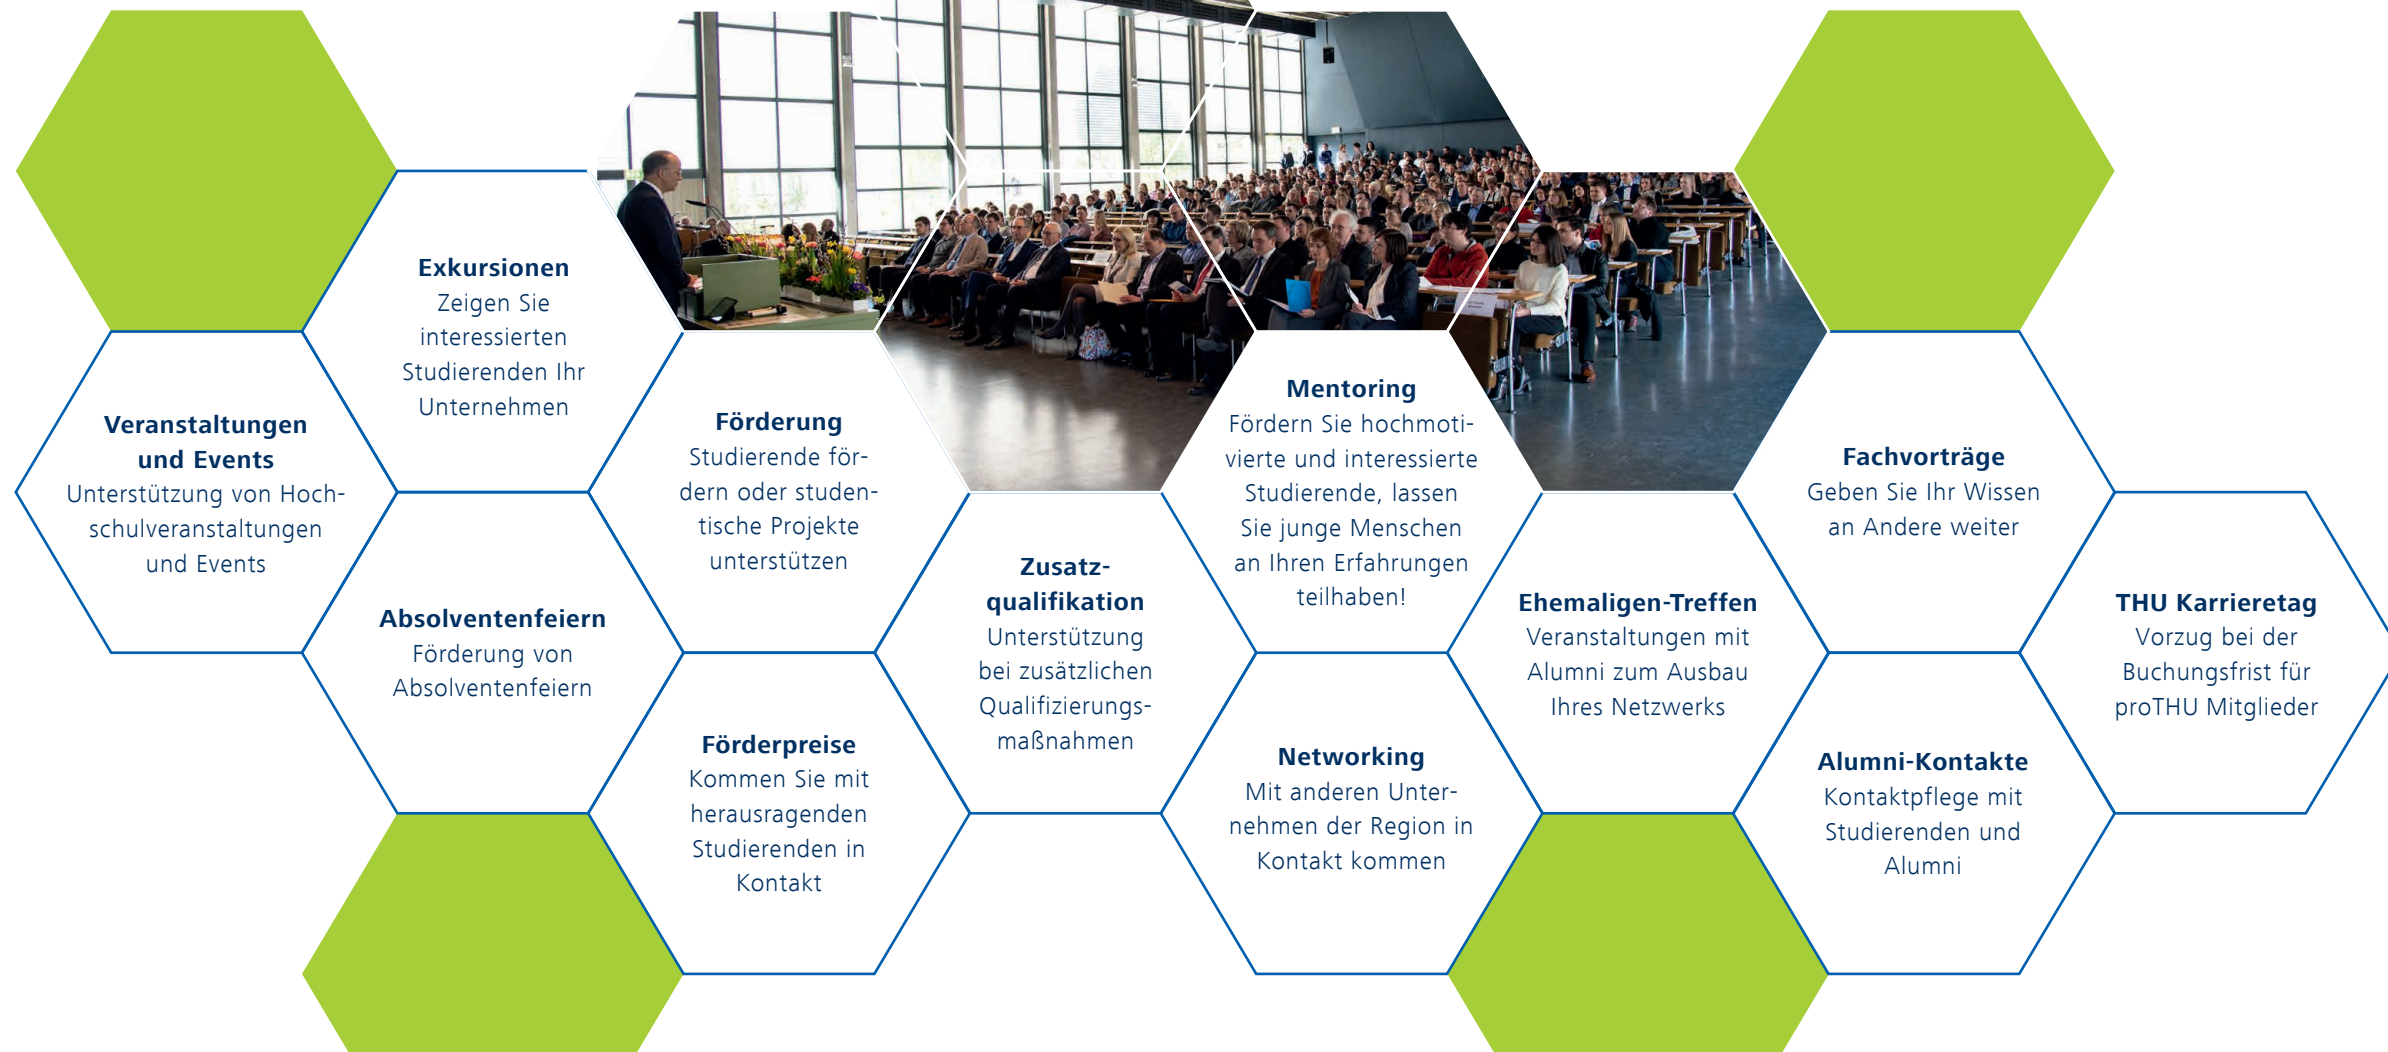 Exkursionen
Zeigen Sie
interessierten
Studierenden Ihr
Unternehmen
Veranstaltungen
und Events
Unterstützung von Hoch-
schulveranstaltungen
und Events
Absolventenfeiern
Förderung von
Absolventenfeiern
Förderung
Studierende för-
dern oder studen-
tische Projekte
unterstützen
Förderpreise
Kommen Sie mit
herausragenden
Studierenden in
Kontakt
Zusatz-
qualifikation
Unterstützung
bei zusätzlichen
Qualifizierungs-
maßnahmen
Mentoring
Fördern Sie hochmoti-
vierte und interessierte
Studierende, lassen
Sie junge Menschen
an Ihren Erfahrungen
teilhaben!
Networking
Mit anderen Unter-
nehmen der Region in
Kontakt kommen
Ehemaligen-Treffen
Veranstaltungen mit
Alumni zum Ausbau
Ihres Netzwerks
Fachvorträge
Geben Sie Ihr Wissen
an Andere weiter
Alumni-Kontakte
Kontaktpflege mit
Studierenden und
Alumni
THU Karrieretag
Vorzug bei der
Buchungsfrist für
proTHU Mitglieder